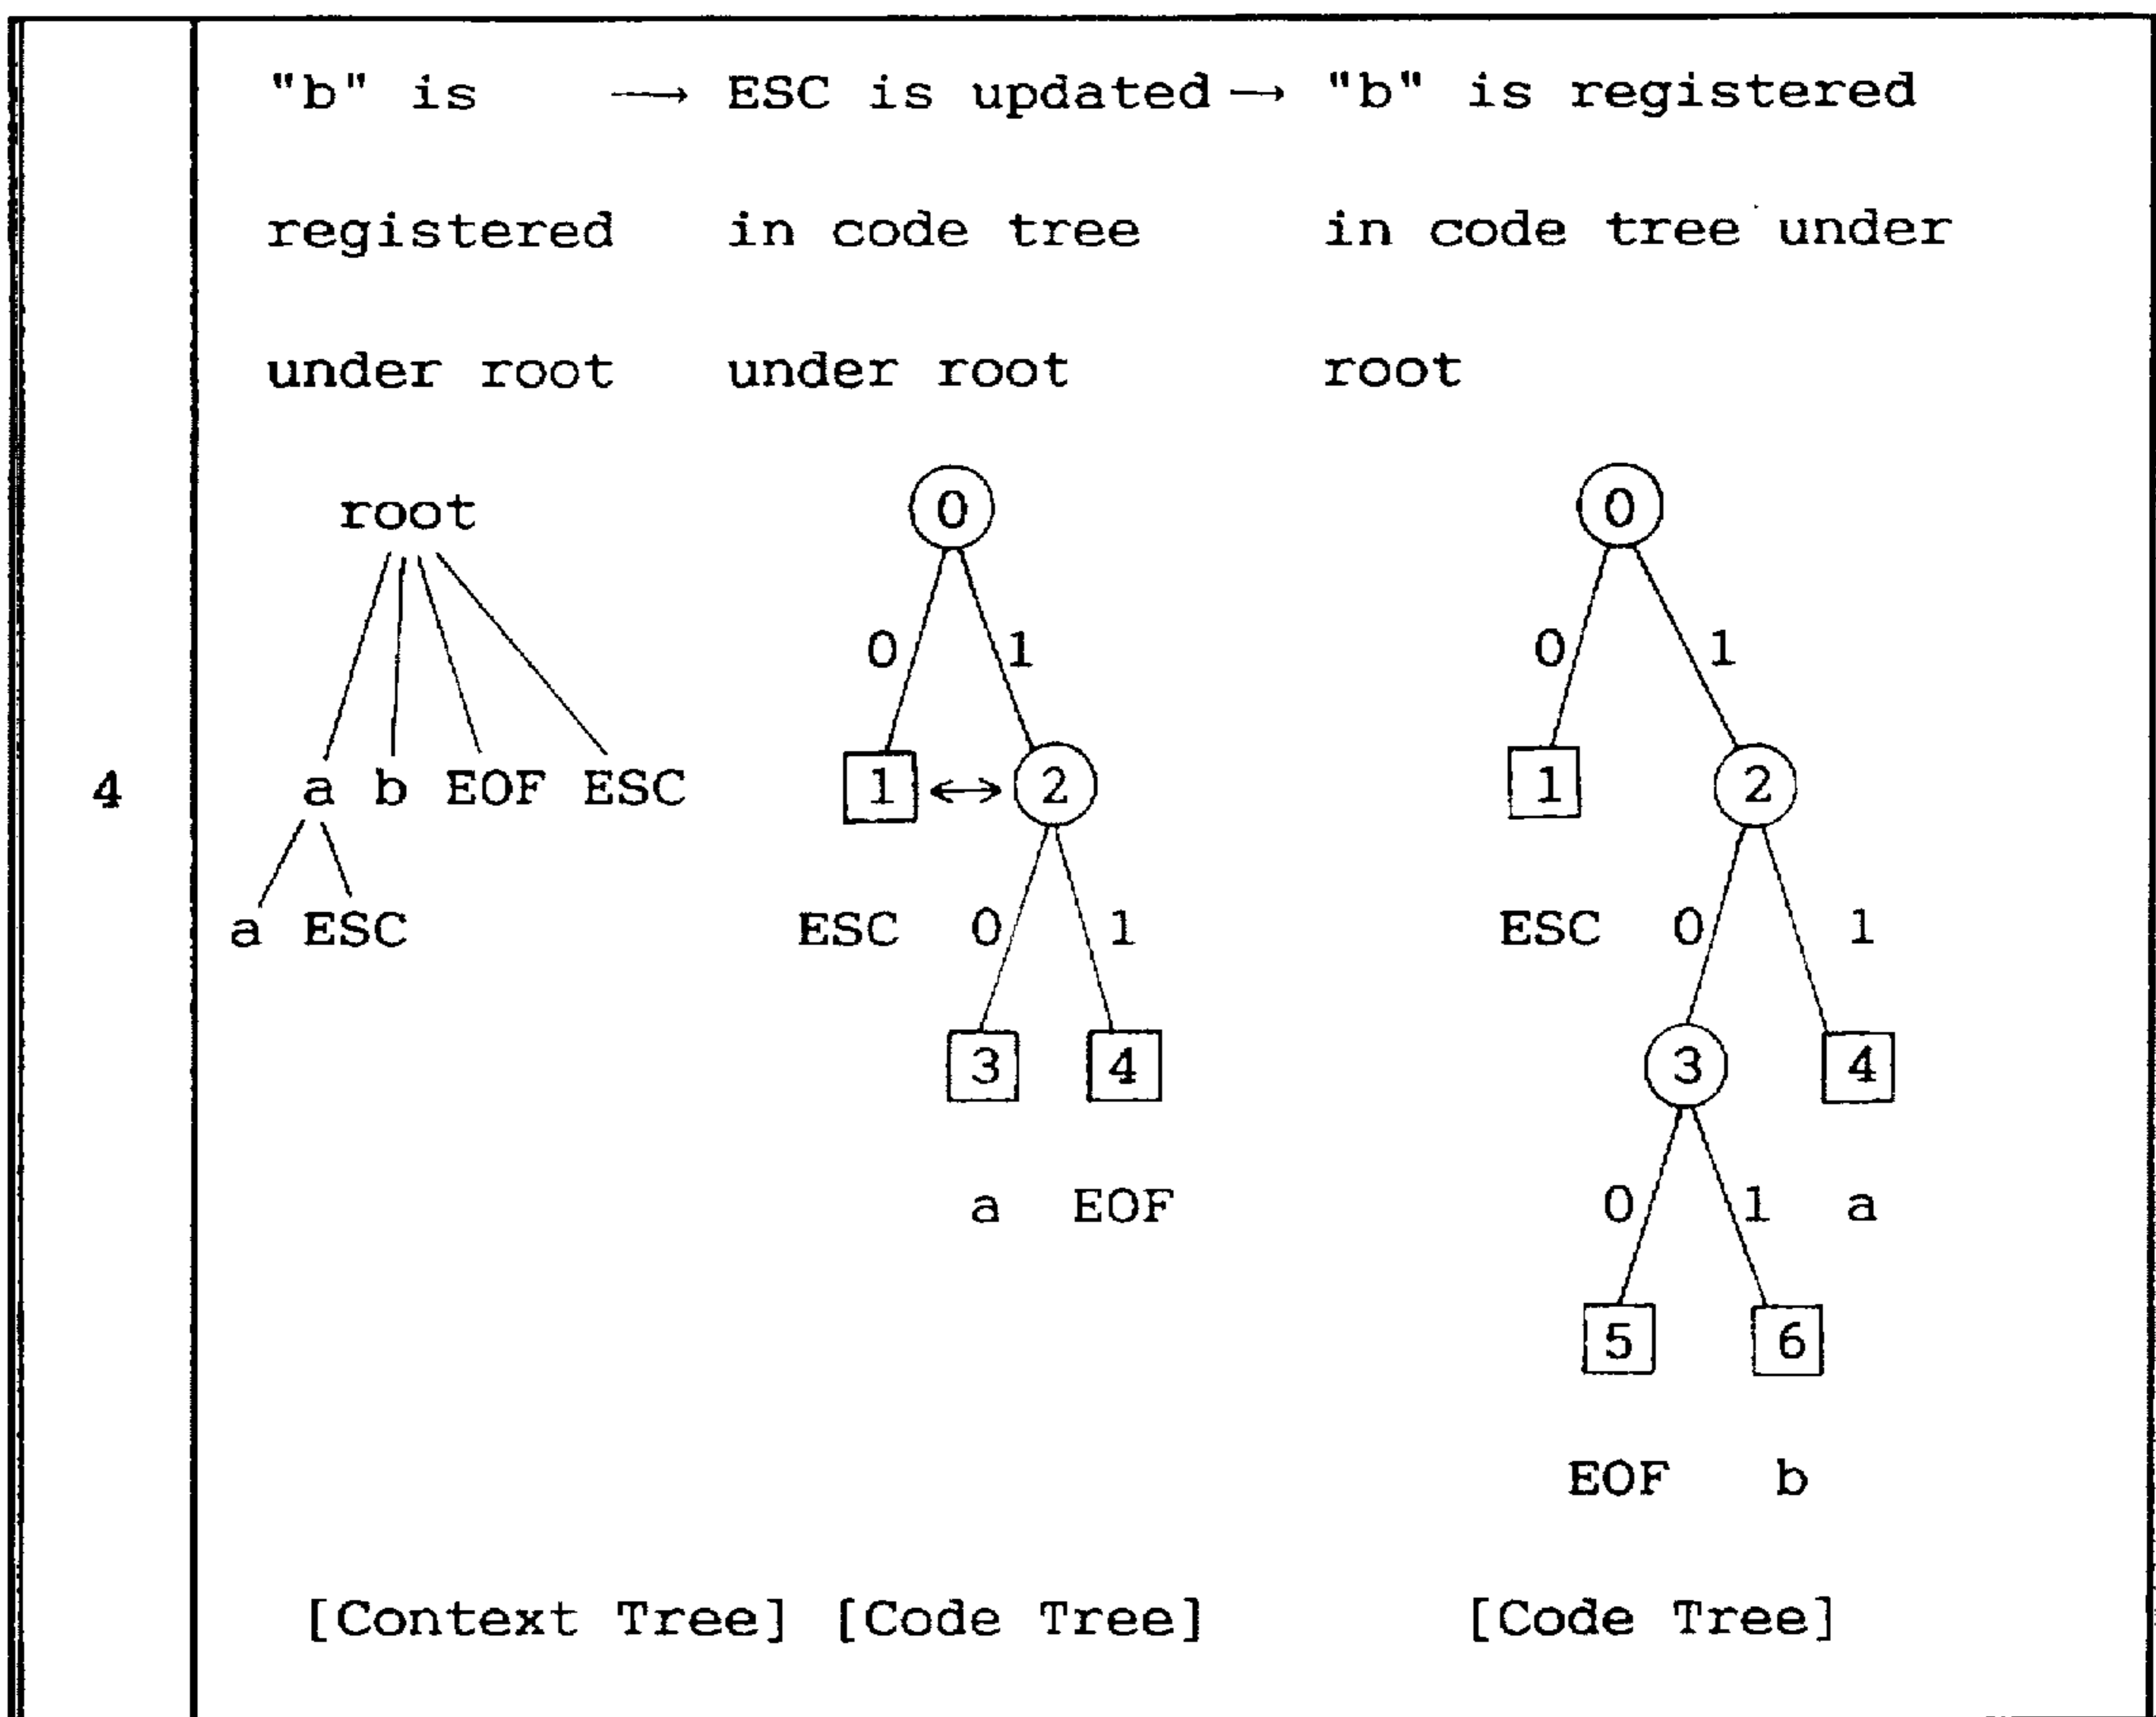 "b" is → ESC is updated → "b" is registered
registered in code tree in code tree under
under root under root root
root 0 0
0 1 0 1
4 a b EOF ESC 1 ↔ 2 1 2
a ESC ESC 0 1 ESC 0 1
3 4 3 4
a EOF 0 1 a
5 6
EOF b
[Context Tree] [Code Tree] [Code Tree]